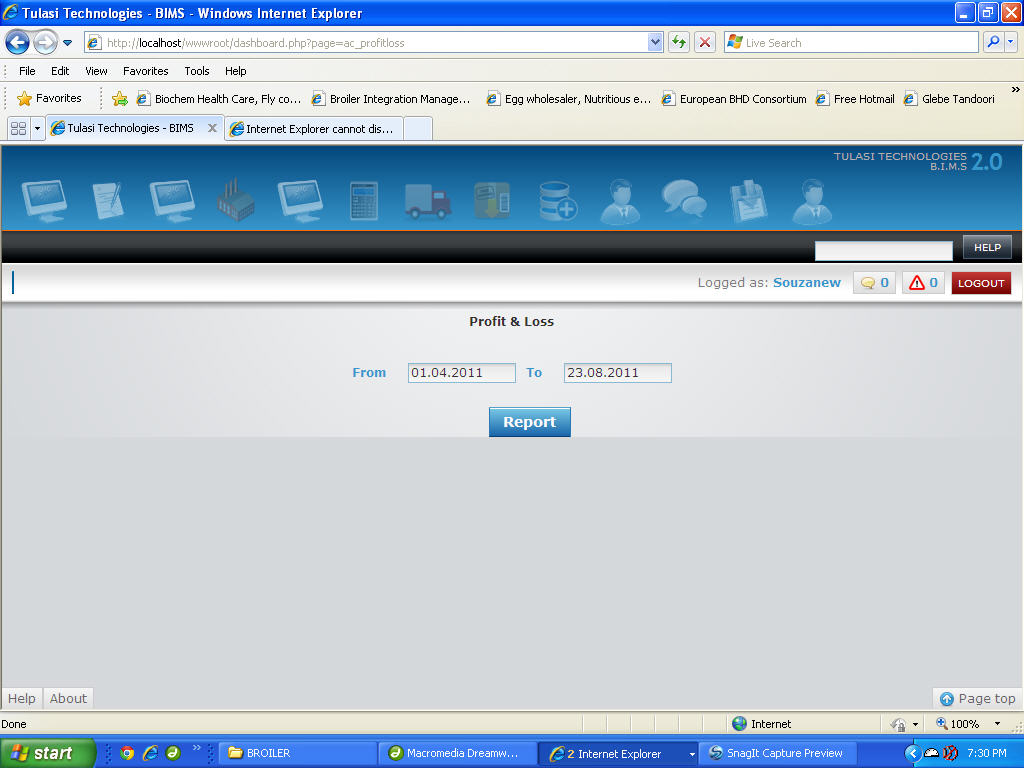 Tulasi Technologies - BIMS - Windows Internet Explorer
http://localhost/wwwroot/dashboard.php?page=ac_profitloss
Live Search
File Edit View Favorites Tools Help
Favorites Biochem Health Care, Fly co... Broiler Integration Manage... Egg wholesaler, Nutritious e... European BHD Consortium Free Hotmail Glebe Tandoori »
Tulasi Technologies - BIMS Internet Explorer cannot dis...
TULASI TECHNOLOGIES 2.0
B.I.M.S
HELP
Logged as: Souzanew 0 0 LOGOUT
Profit & Loss
From 01.04.2011 To 23.08.2011
Report
Help About Page top
Done Internet 100%
start » BROILER Macromedia Dreamw... 2 Internet Explorer SnagIt Capture Preview 7:30 PM